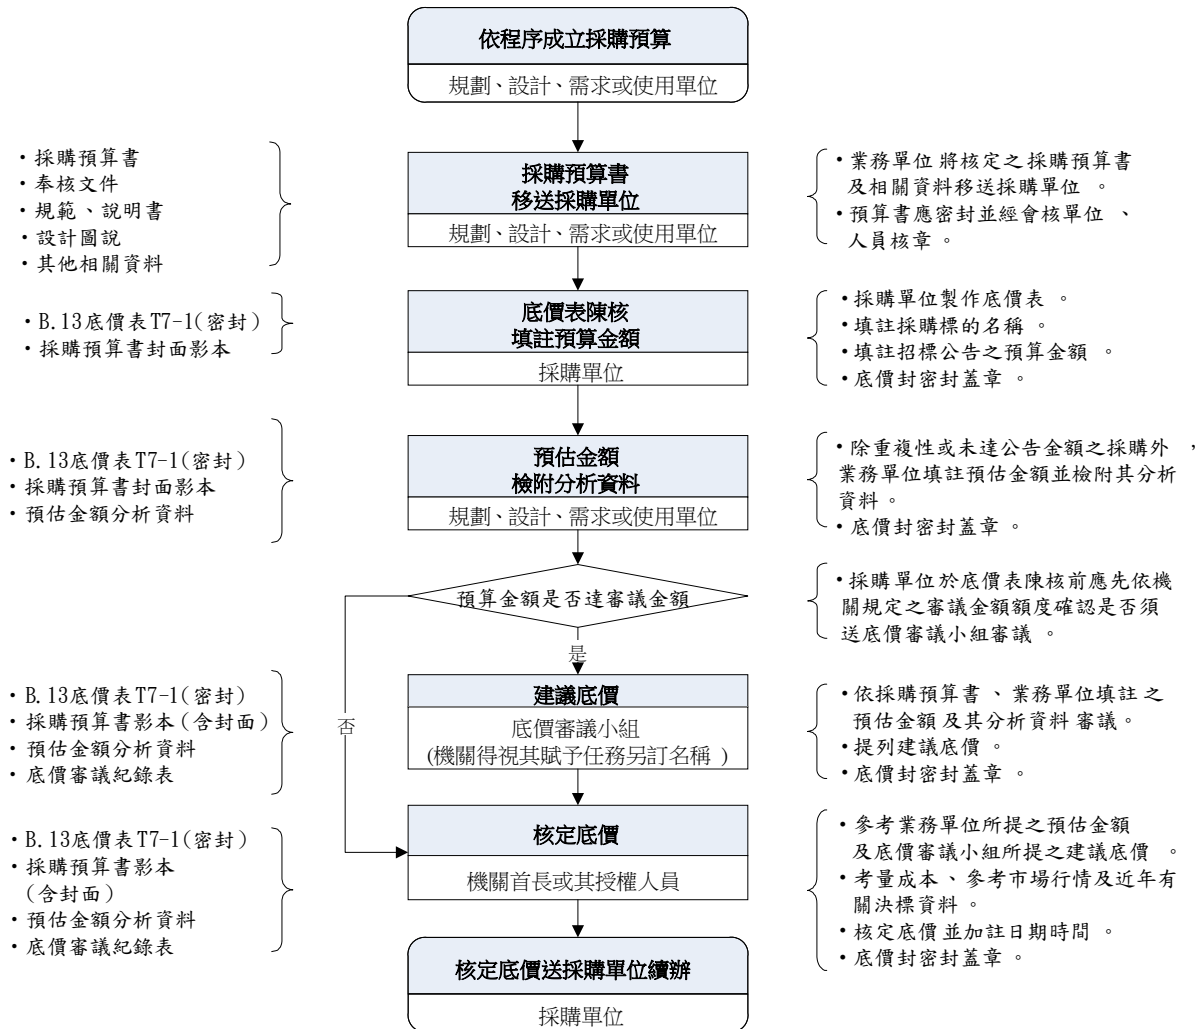 依程序成立採購預算
規劃、設計、需求或使用單位
・採購預算書
・奉核文件
・規範、說明書
・設計圖說
・其他相關資料
採購預算書
移送採購單位
規劃、設計、需求或使用單位
・業務單位 將核定之採購預算書
及相關資料移送採購單位 。
・預算書應密封並經會核單位 、
人員核章 。
・B.13底價表T7-1(密封)
・採購預算書封面影本
底價表陳核
填註預算金額
採購單位
・採購單位製作底價表 。
・填註採購標的名稱 。
・填註招標公告之預算金額 。
・底價封密封蓋章 。
・B.13底價表T7-1(密封)
・採購預算書封面影本
・預估金額分析資料
預估金額
檢附分析資料
規劃、設計、需求或使用單位
・除重複性或未達公告金額之採購外 ，
業務單位填註預估金額並檢附其分析
資料。
・底價封密封蓋章 。
預算金額是否達審議金額
・採購單位於底價表陳核前應先依機
關規定之審議金額額度確認是否須
送底價審議小組審議 。
是
否
・B.13底價表T7-1(密封)
・採購預算書影本(含封面)
・預估金額分析資料
・底價審議紀錄表
建議底價
底價審議小組
(機關得視其賦予任務另訂名稱 )
・依採購預算書 、業務單位填註 之
預估金額 及其分析資料 審議。
・提列建議底價 。
・底價封密封蓋章 。
・B.13底價表T7-1(密封)
・採購預算書影本
(含封面)
・預估金額分析資料
・底價審議紀錄表
核定底價
機關首長或其授權人員
・參考業務單位所提之預估金額
及底價審議小組所提之建議底價 。
・考量成本、參考市場行情及近年有
關決標資料 。
・核定底價 並加註日期時間 。
・底價封密封蓋章 。
核定底價送採購單位續辦
採購單位